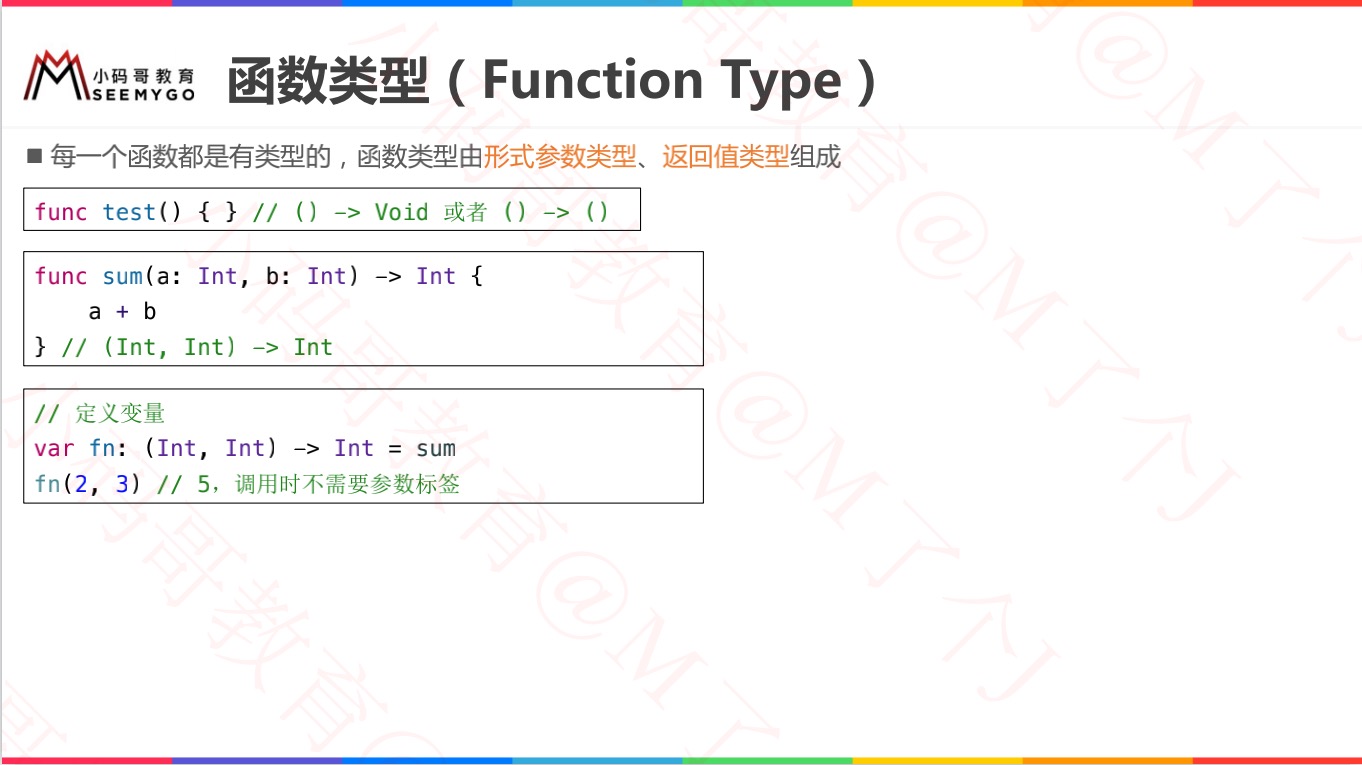 小码哥教育
SEEMYGO
函数类型（Function Type）
■ 每一个函数都是有类型的，函数类型由形式参数类型、返回值类型组成
func test() { } // () -> Void 或者 () -> ()
func sum(a: Int, b: Int) -> Int {
    a + b
} // (Int, Int) -> Int
// 定义变量
var fn: (Int, Int) -> Int = sum
fn(2, 3) // 5，调用时不需要参数标签
小码哥教育@M了个J